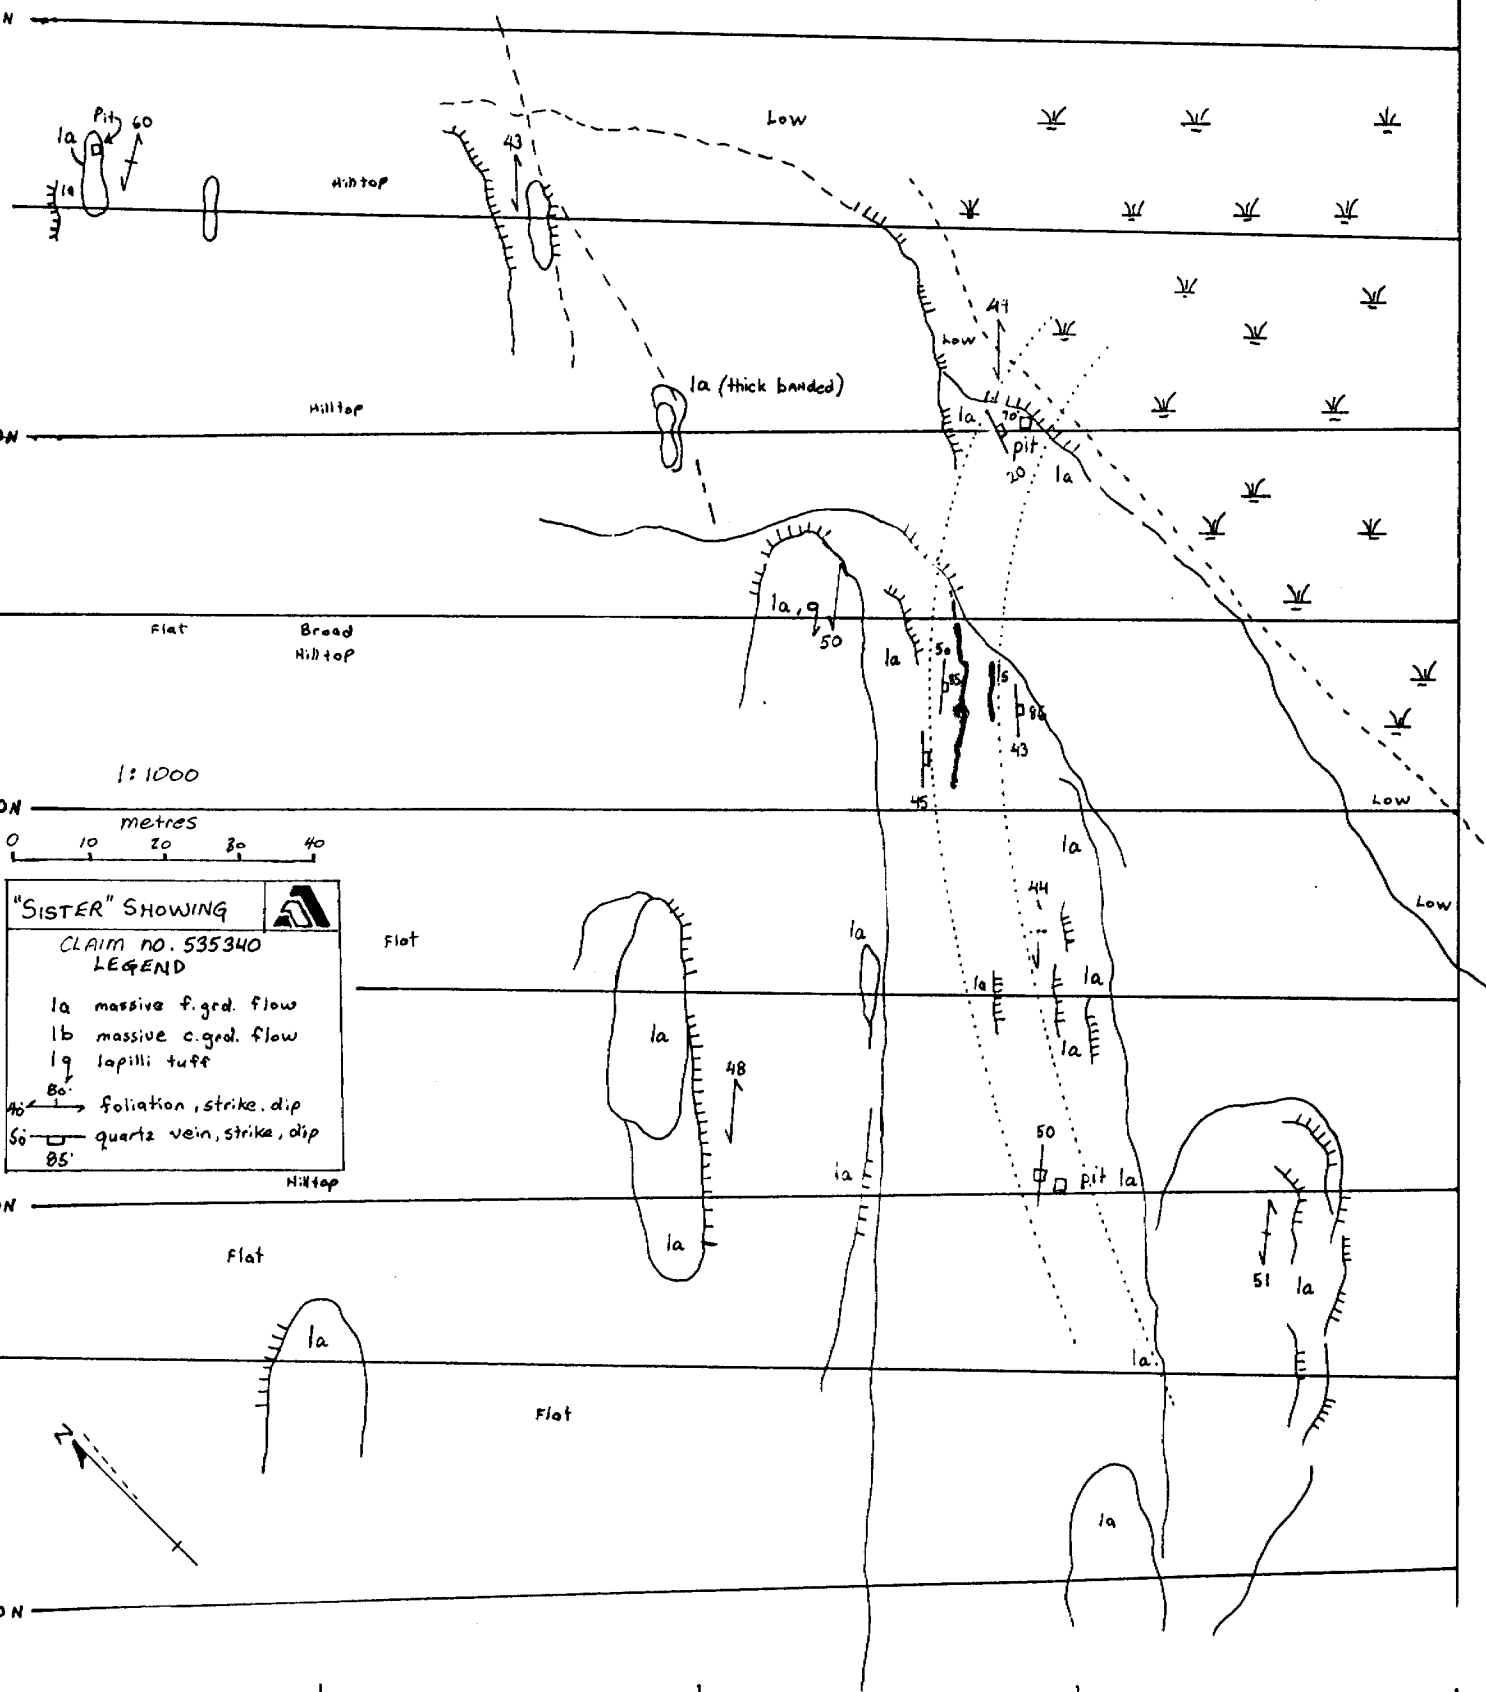 N
Low
Pit 60
1a
1a
43
Hilltop
Low
1a (thick banded)
Hilltop
1a
70°
N
pit
20
1a
1a, q
50
Flat
Broad
Hilltop
1a
50
85
15
86
43
45
1:1000
N
Low
metres
0 10 20 30 40
1a
44
"SISTER" SHOWING
CLAIM no. 535340
LEGEND
1a massive f.grd. flow
1b massive c.grd. flow
1q lapilli tuff
80°
40° foliation, strike, dip
50° quartz vein, strike, dip
85°
Low
Flat
1a
1a
1a
1a
1a
48
50
Hilltop
1a
pit 1a
N
1a
Flat
51
1a
1a
1a
Flat
N
1a
N